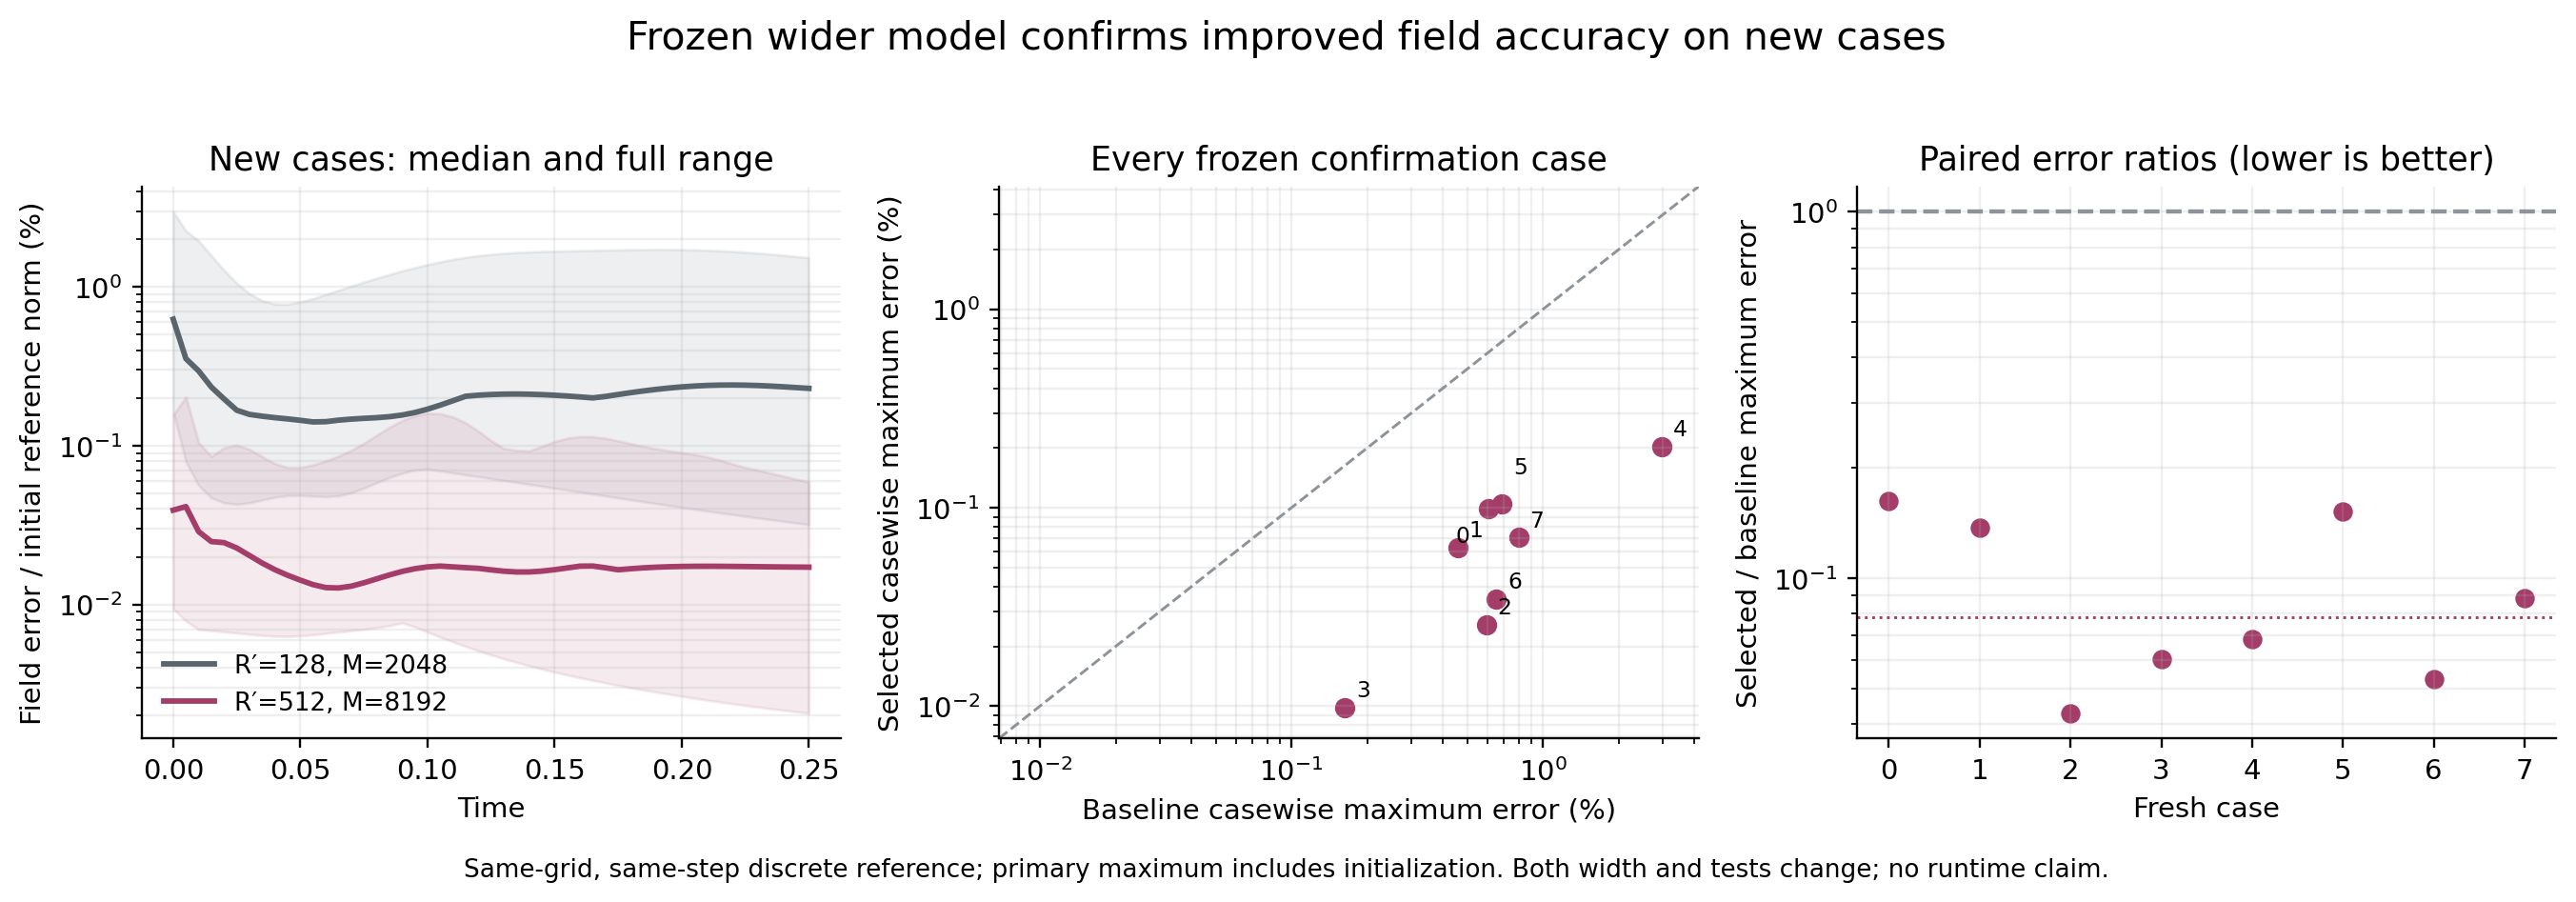 Frozen wider model confirms improved field accuracy on new cases
New cases: median and full range
Field error / initial reference norm (%)
10⁰
10⁻¹
10⁻²
R′=128, M=2048
R′=512, M=8192
0.00 0.05 0.10 0.15 0.20 0.25
Time
Every frozen confirmation case
Selected casewise maximum error (%)
10⁰
10⁻¹
10⁻²
4
5
7
0
1
6
2
3
10⁻² 10⁻¹ 10⁰
Baseline casewise maximum error (%)
Paired error ratios (lower is better)
Selected / baseline maximum error
10⁰
10⁻¹
0 1 2 3 4 5 6 7
Fresh case
Same-grid, same-step discrete reference; primary maximum includes initialization. Both width and tests change; no runtime claim.